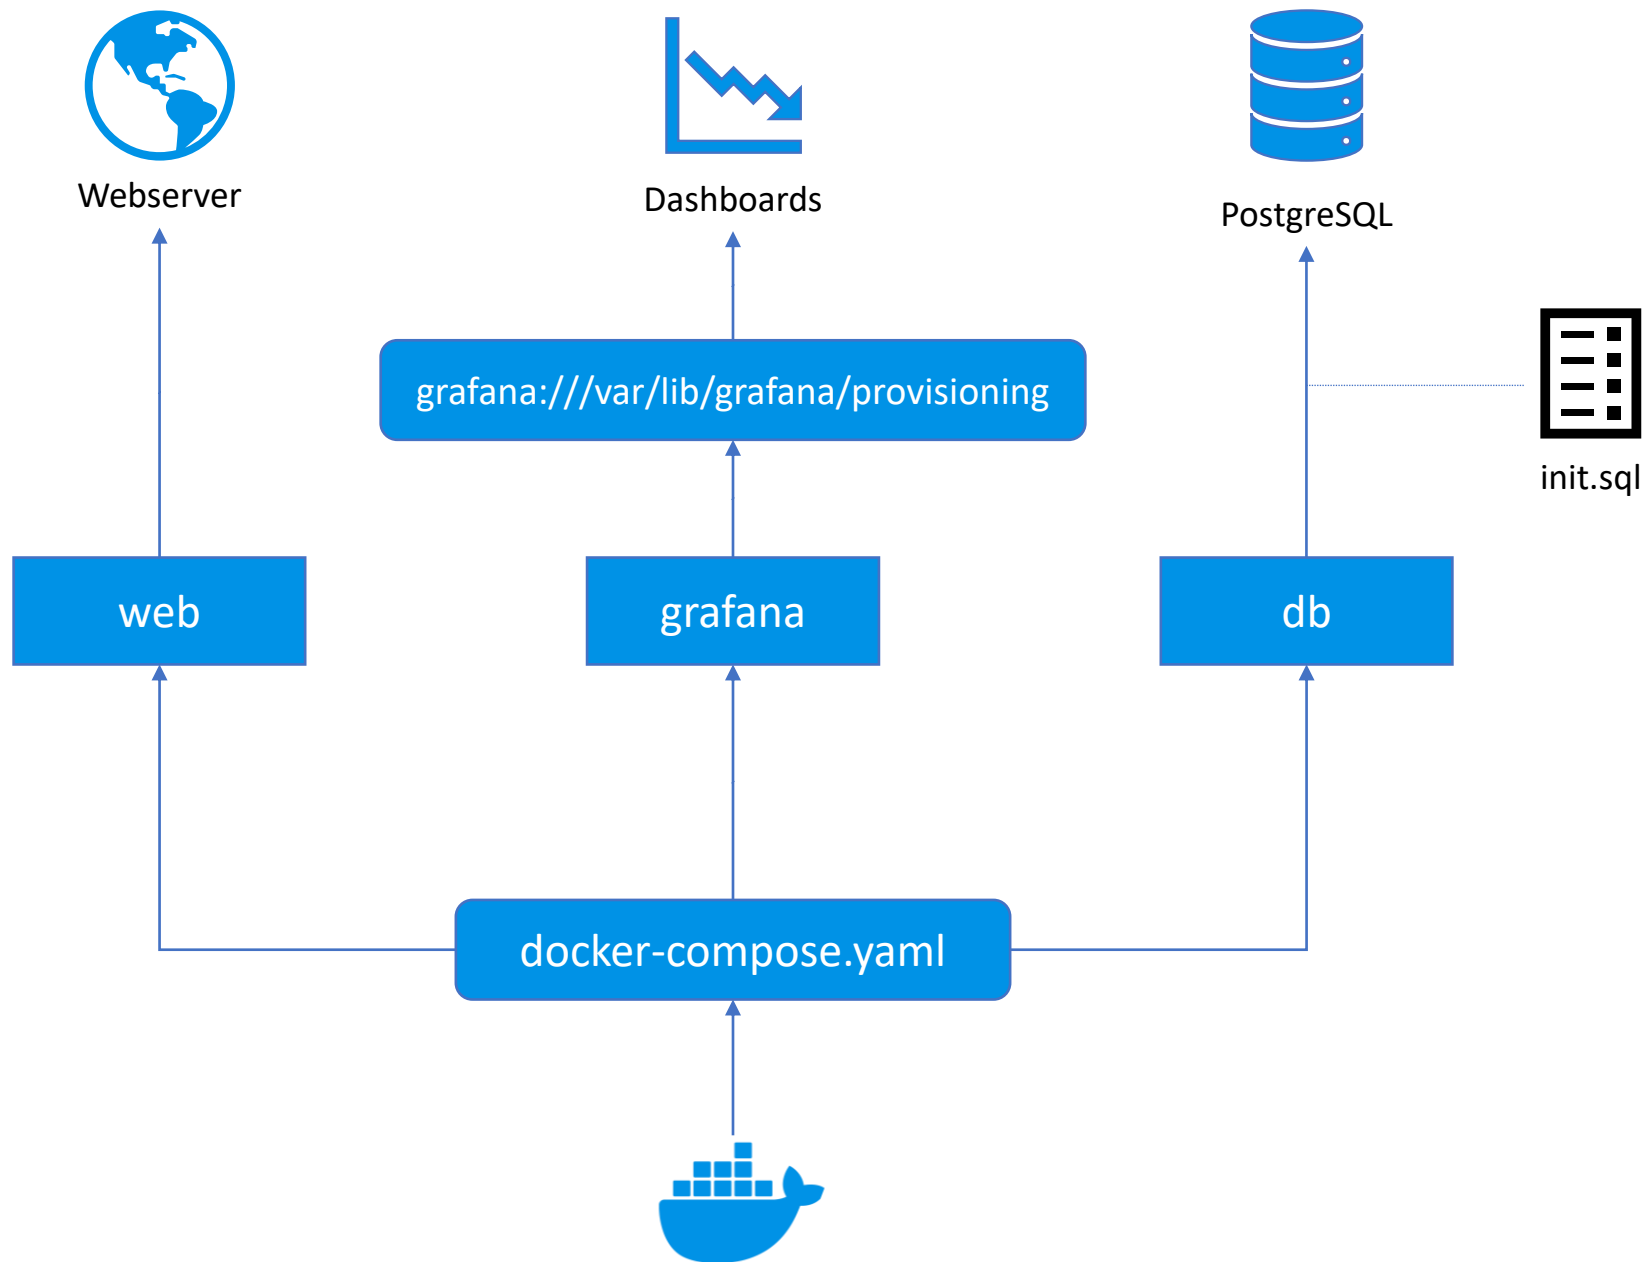 Webserver
Dashboards
PostgreSQL
grafana:///var/lib/grafana/provisioning
init.sql
web
grafana
db
docker-compose.yaml